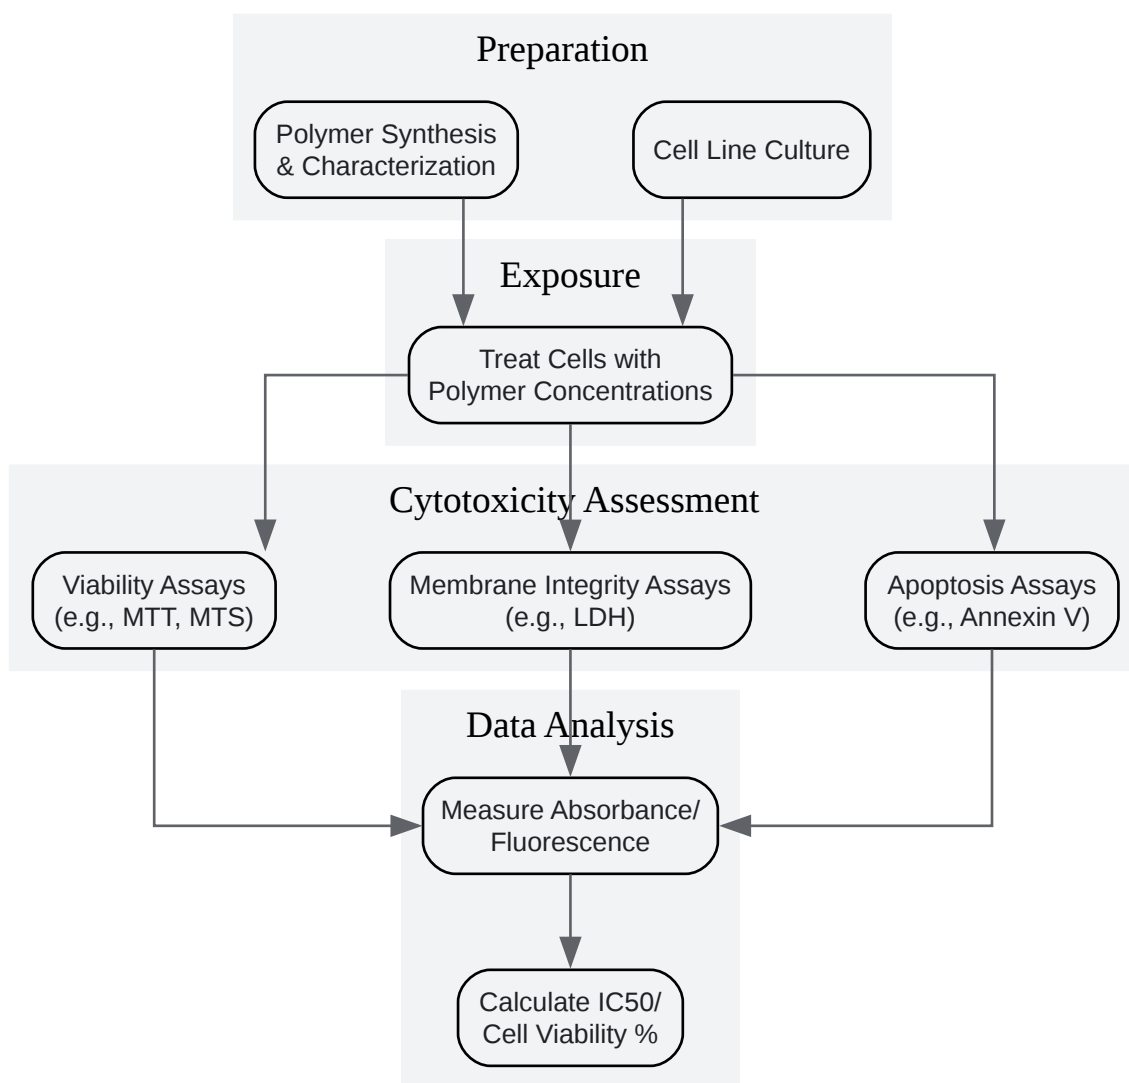 Preparation
Polymer Synthesis
& Characterization
Cell Line Culture
Exposure
Treat Cells with
Polymer Concentrations
Cytotoxicity Assessment
Viability Assays
(e.g., MTT, MTS)
Membrane Integrity Assays
(e.g., LDH)
Apoptosis Assays
(e.g., Annexin V)
Data Analysis
Measure Absorbance/
Fluorescence
Calculate IC50/
Cell Viability %